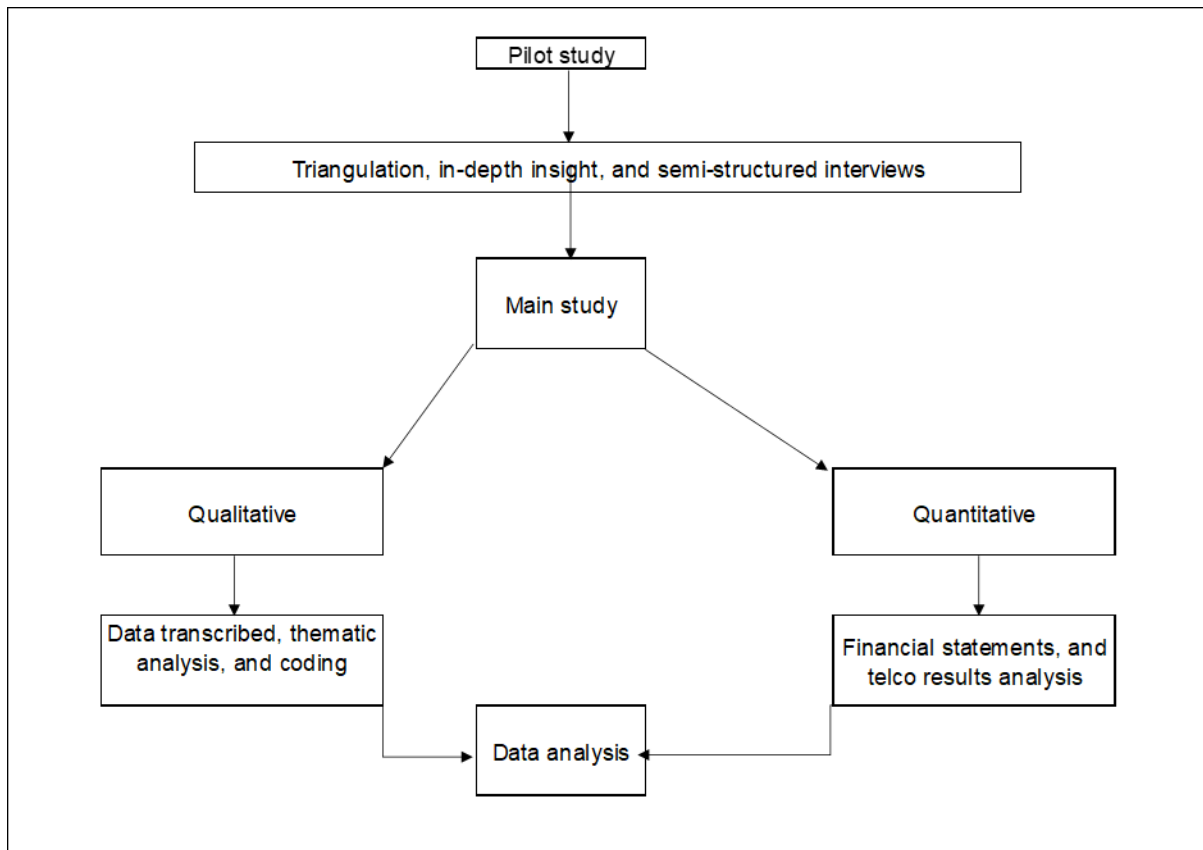 Pilot study
Triangulation, in-depth insight, and semi-structured interviews
Main study
Qualitative
Quantitative
Data transcribed, thematic
analysis, and coding
Financial statements, and
telco results analysis
Data analysis